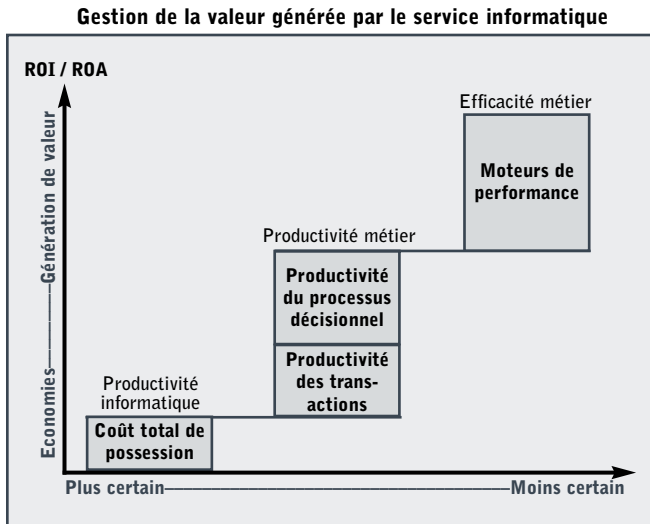 Gestion de la valeur générée par le service informatique
ROI / ROA
Efficacité métier
Moteurs de
performance
Productivité métier
Productivité
du processus
décisionnel
Productivité
des trans-
actions
Productivité
informatique
Coût total de
possession
Economies Génération de valeur
Plus certain Moins certain